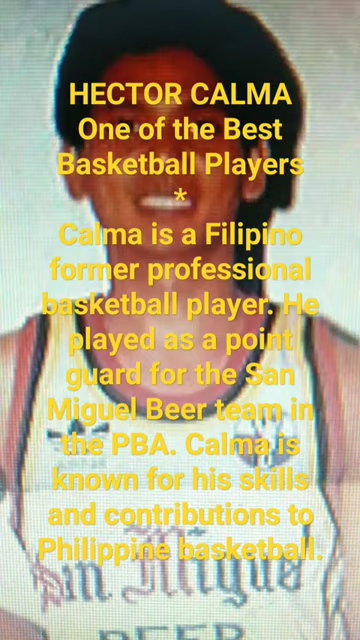 HECTOR CALMA
One of the Best
Basketball Players
*
Calma is a Filipino
former professional
basketball player. He
played as a point
guard for the San
Miguel Beer team in
the PBA. Calma is
known for his skills
and contributions to
Philippine basketball.
San Miguel
BEER